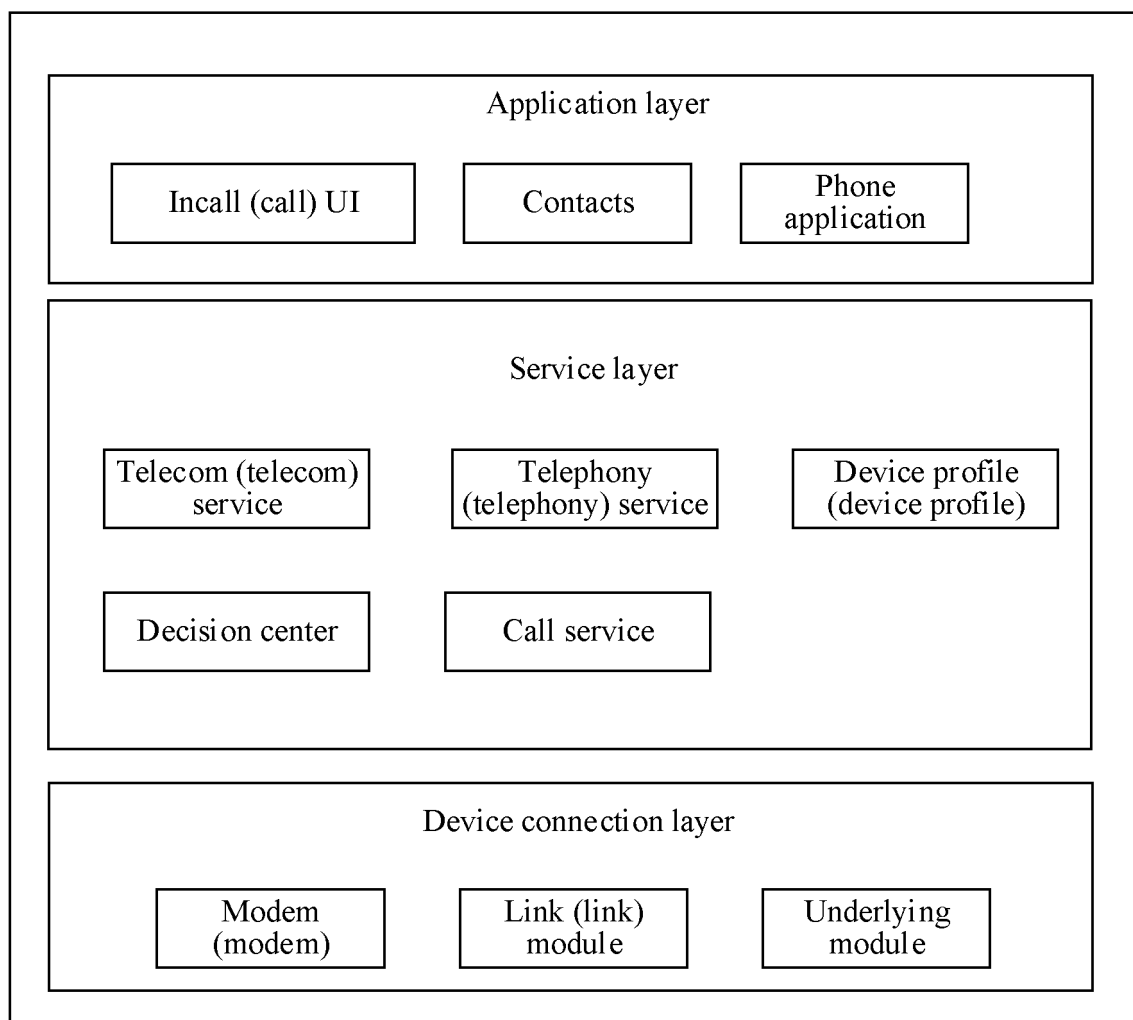 Application layer
Incall (call) UI
Contacts
Phone
application
Service layer
Telecom (telecom)
service
Telephony
(telephony) service
Device profile
(device profile)
Decision center
Call service
Device connection layer
Modem
(modem)
Link (link)
module
Underlying
module